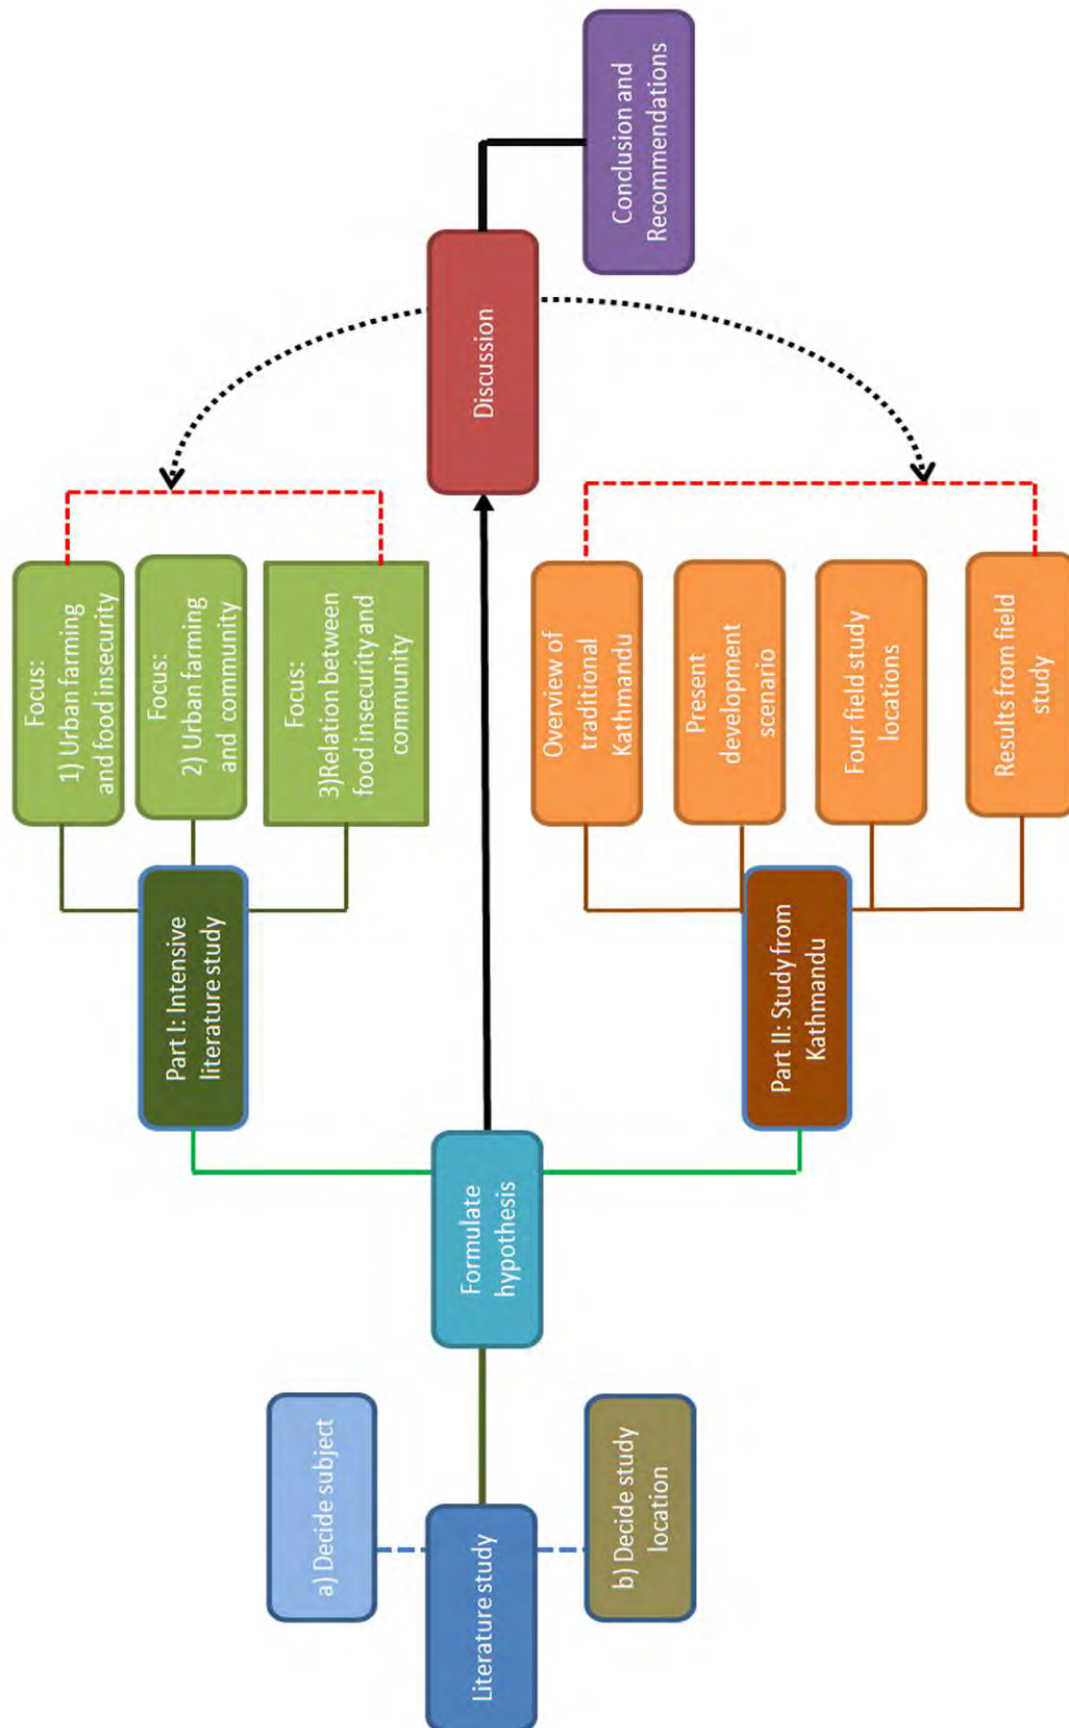 Literature study
a) Decide subject
b) Decide study
location
Formulate
hypothesis
Part I: Intensive
literature study
Focus:
1) Urban farming
and food insecurity
Focus:
2) Urban farming
and community
Focus:
3)Relation between
food insecurity and
community
Part II: Study from
Kathmandu
Overview of
traditional
Kathmandu
Present
development
scenario
Four field study
locations
Results from field
study
Discussion
Conclusion and
Recommendations